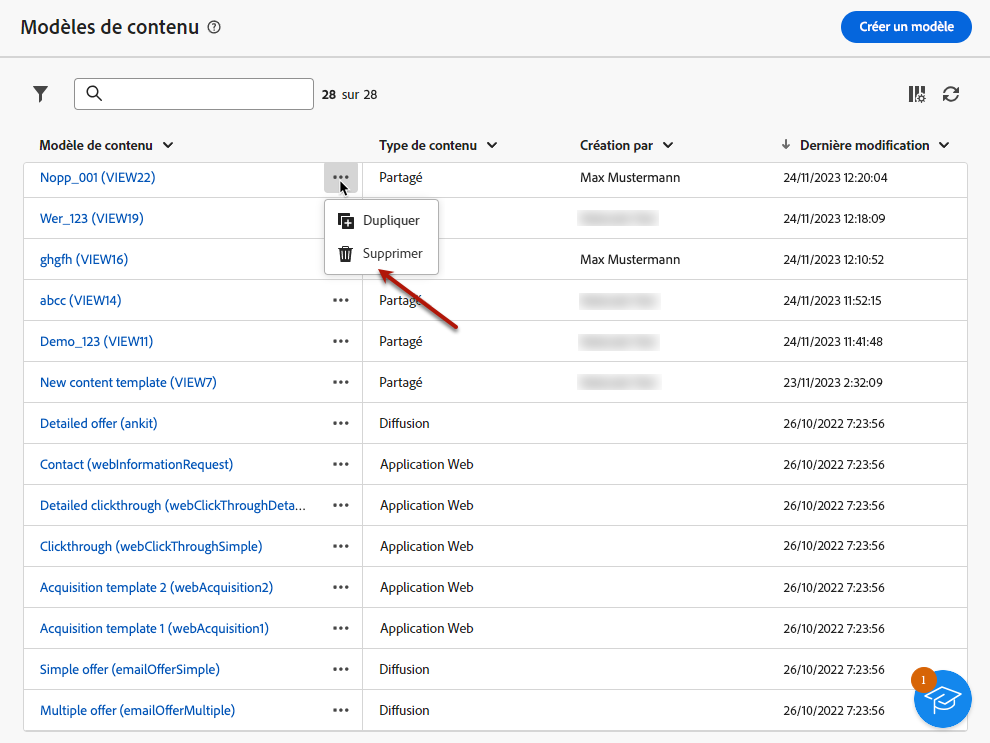 Modèles de contenu
Créer un modèle
28 sur 28
Modèle de contenu Type de contenu Création par Dernière modification
Nopp_001 (VIEW22) Partagé Max Mustermann 24/11/2023 12:20:04
Wer_123 (VIEW19) 24/11/2023 12:18:09
Dupliquer
Supprimer
ghgfh (VIEW16) Max Mustermann 24/11/2023 12:10:52
abcc (VIEW14) Partagé 24/11/2023 11:52:15
Demo_123 (VIEW11) Partagé 24/11/2023 11:41:48
New content template (VIEW7) Partagé 23/11/2023 2:32:09
Detailed offer (ankit) Diffusion 26/10/2022 7:23:56
Contact (webInformationRequest) Application Web 26/10/2022 7:23:56
Detailed clickthrough (webClickThroughDeta... Application Web 26/10/2022 7:23:56
Clickthrough (webClickThroughSimple) Application Web 26/10/2022 7:23:56
Acquisition template 2 (webAcquisition2) Application Web 26/10/2022 7:23:56
Acquisition template 1 (webAcquisition1) Application Web 26/10/2022 7:23:56
Simple offer (emailOfferSimple) Diffusion 26/10/2022 7:23:56
1
Multiple offer (emailOfferMultiple) Diffusion 26/10/2022 7:23:56